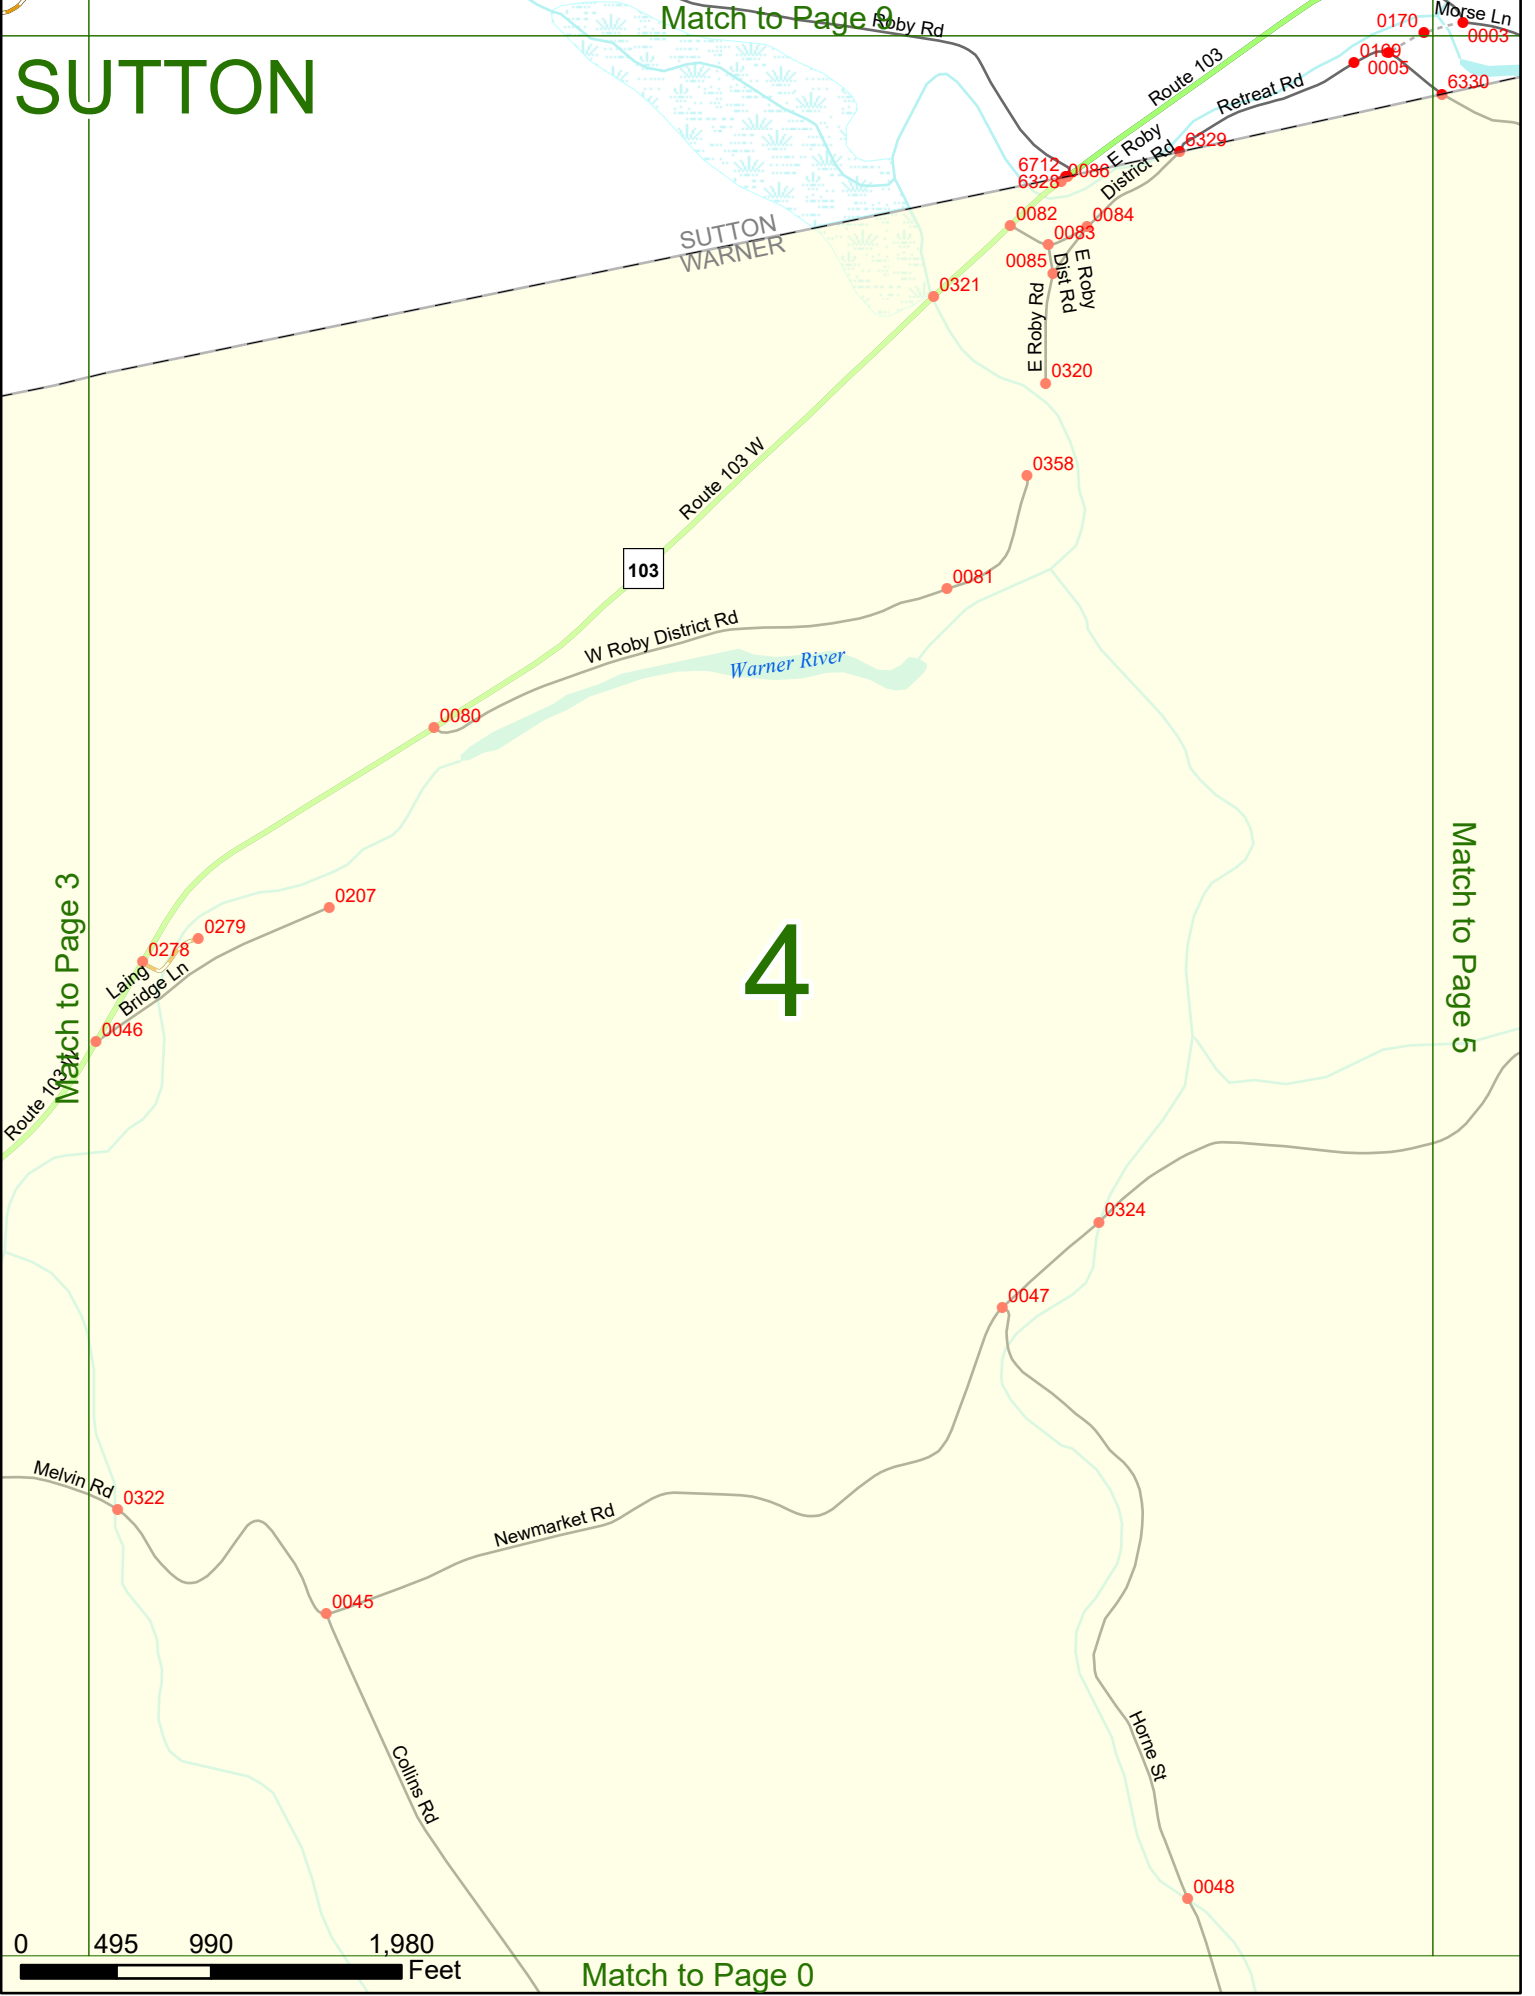 Match to Page 9
Roby Rd
Morse Ln
0170
0003
SUTTON
Route 103
0169
0005
Retreat Rd
6330
E Roby
District Rd
6329
6712
0086
6328
0082
0084
0083
SUTTON
WARNER
0085
E Roby
Dist Rd
0321
E Roby Rd
0320
Route 103 W
0358
103
0081
W Roby District Rd
Warner River
0080
Match to Page 3
Match to Page 5
0207
0279
0278
Laing
Bridge Ln
4
0046
Route 103 W
0324
0047
Melvin Rd
0322
Newmarket Rd
0045
Collins Rd
Horne St
0048
0 495 990 1,980
Feet
Match to Page 0